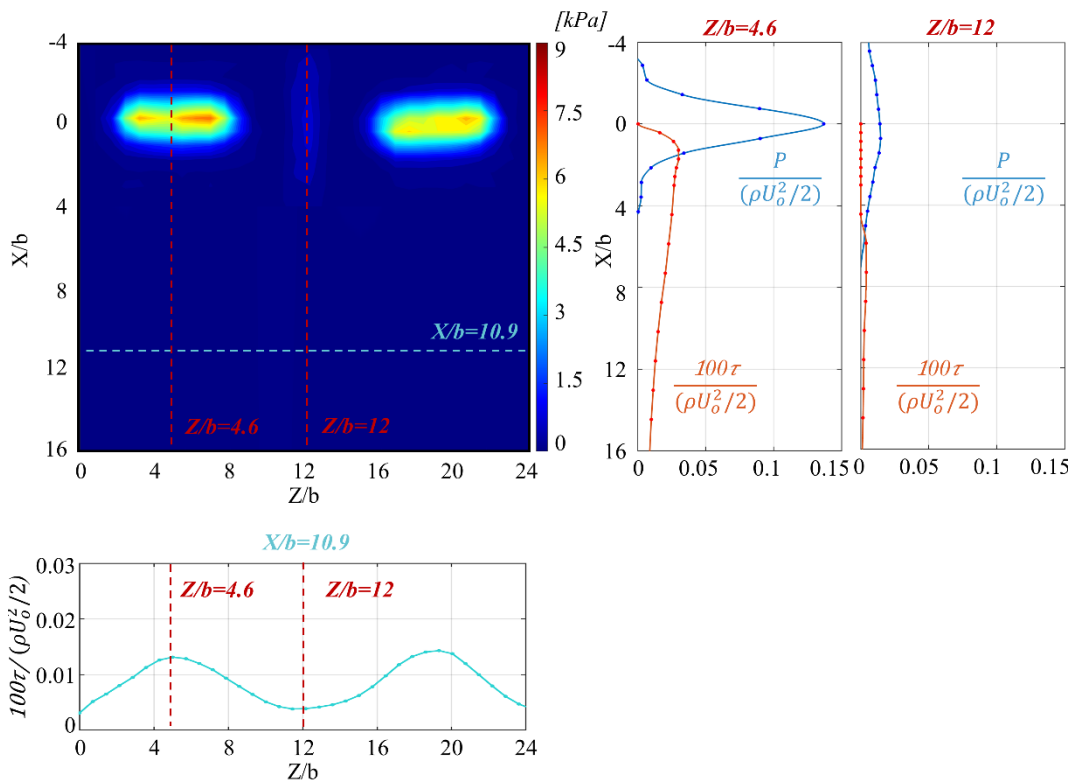 [kPa]
-4
0
4
8
12
16
X/b
0
4
8
12
16
20
24
Z/b
X/b=10.9
Z/b=4.6
Z/b=12
9
7.5
6
4.5
3
1.5
0
Z/b=4.6
-4
0
4
8
12
16
X/b
P
(ρU_o^2/2)
100τ
(ρU_o^2/2)
0
0.05
0.1
0.15
Z/b=12
P
(ρU_o^2/2)
100τ
(ρU_o^2/2)
0
0.05
0.1
0.15
X/b=10.9
0.03
0.02
0.01
0
100τ/(ρU_o^2/2)
Z/b=4.6
Z/b=12
0
4
8
12
16
20
24
Z/b